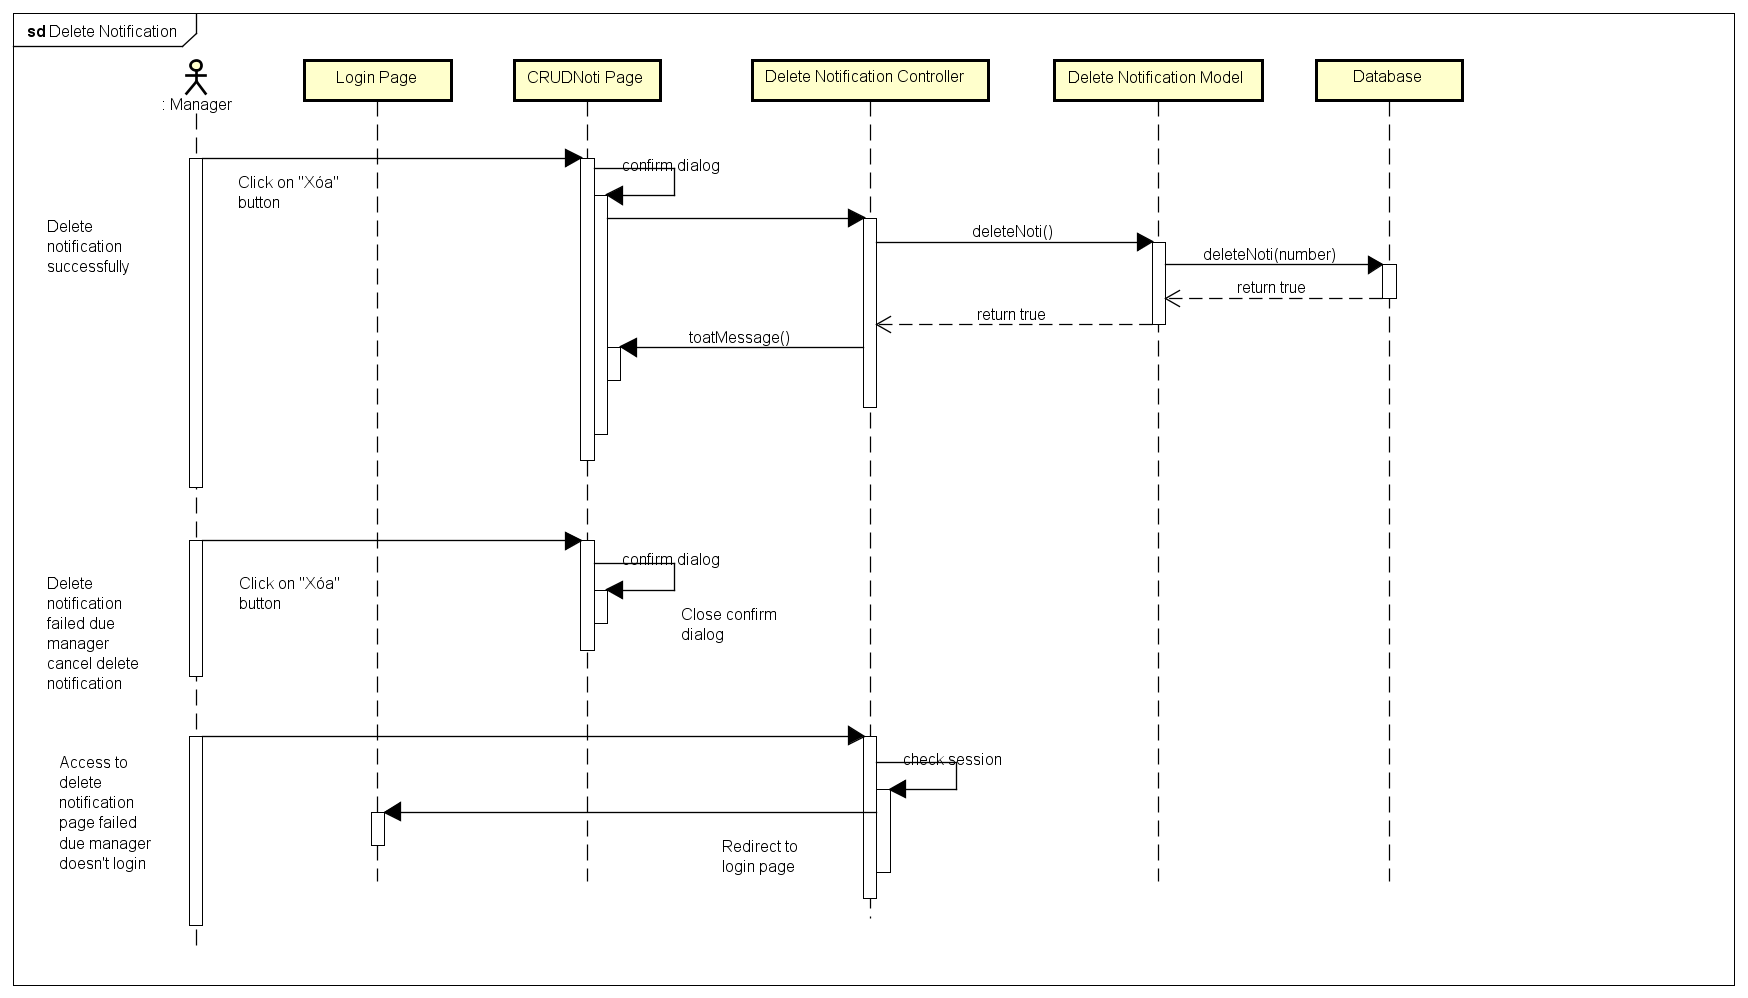 sd Delete Notification
: Manager
Login Page
CRUDNoti Page
Delete Notification Controller
Delete Notification Model
Database
Click on "Xóa"
button
confirm dialog
Delete
notification
successfully
deleteNoti()
deleteNoti(number)
return true
return true
toatMessage()
Delete
notification
failed due
manager
cancel delete
notification
Click on "Xóa"
button
confirm dialog
Close confirm
dialog
Access to
delete
notification
page failed
due manager
doesn't login
check session
Redirect to
login page